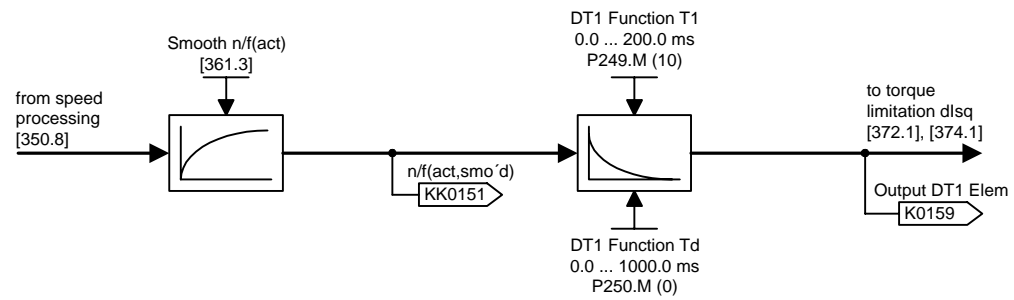 DT1 Function T1
0.0 ... 200.0 ms
P249.M (10)
Smooth n/f(act)
[361.3]
from speed
processing
[350.8]
to torque
limitation dIsq
[372.1], [374.1]
n/f(act,smo´d)
KK0151
Output DT1 Elem
K0159
DT1 Function Td
0.0 ... 1000.0 ms
P250.M (0)